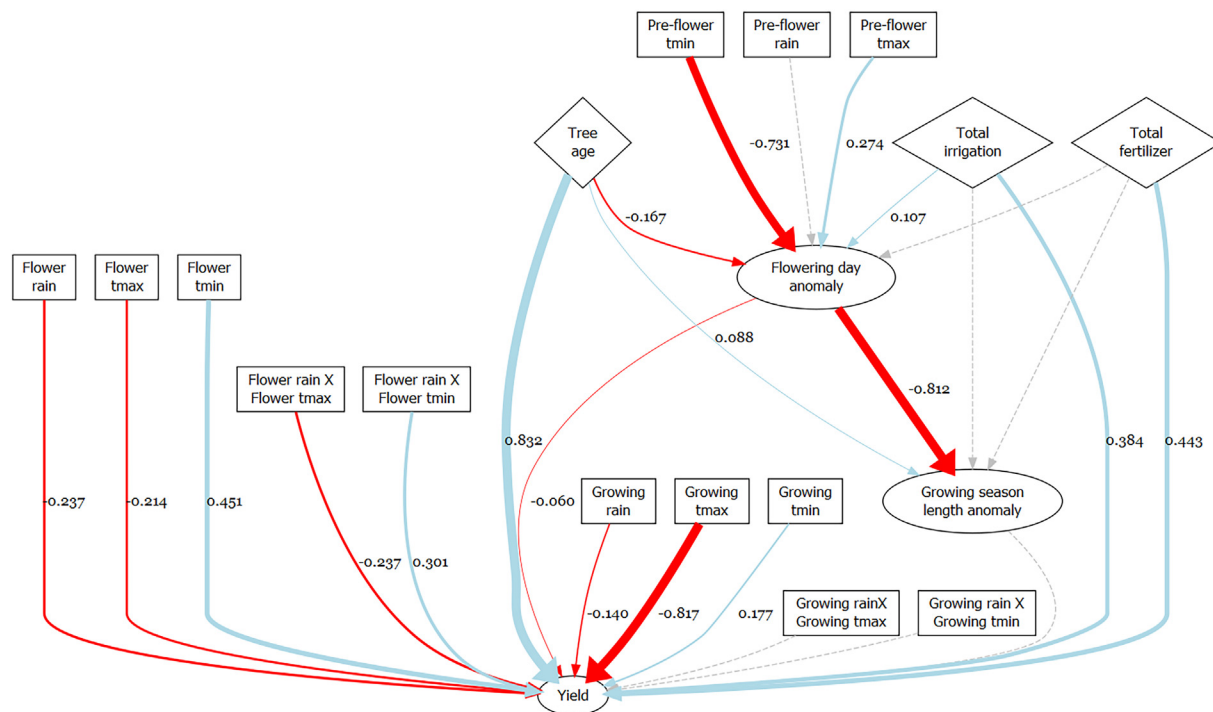 Pre-flower
tmin
Pre-flower
rain
Pre-flower
tmax
Tree
age
Total
irrigation
Total
fertilizer
-0.731
0.274
-0.167
0.107
Flower
rain
Flower
tmax
Flower
tmin
Flowering day
anomaly
0.088
-0.812
Flower rain X
Flower tmax
Flower rain X
Flower tmin
0.832
0.384
0.443
-0.237
-0.214
0.451
-0.060
Growing
rain
Growing
tmax
Growing
tmin
Growing season
length anomaly
-0.237
0.301
-0.140
-0.817
0.177
Growing rainX
Growing tmax
Growing rain X
Growing tmin
Yield